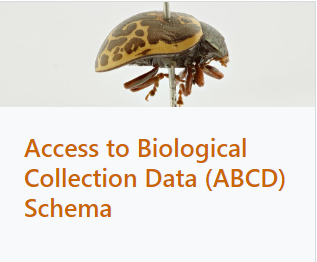 Access to Biological
Collection Data (ABCD)
Schema